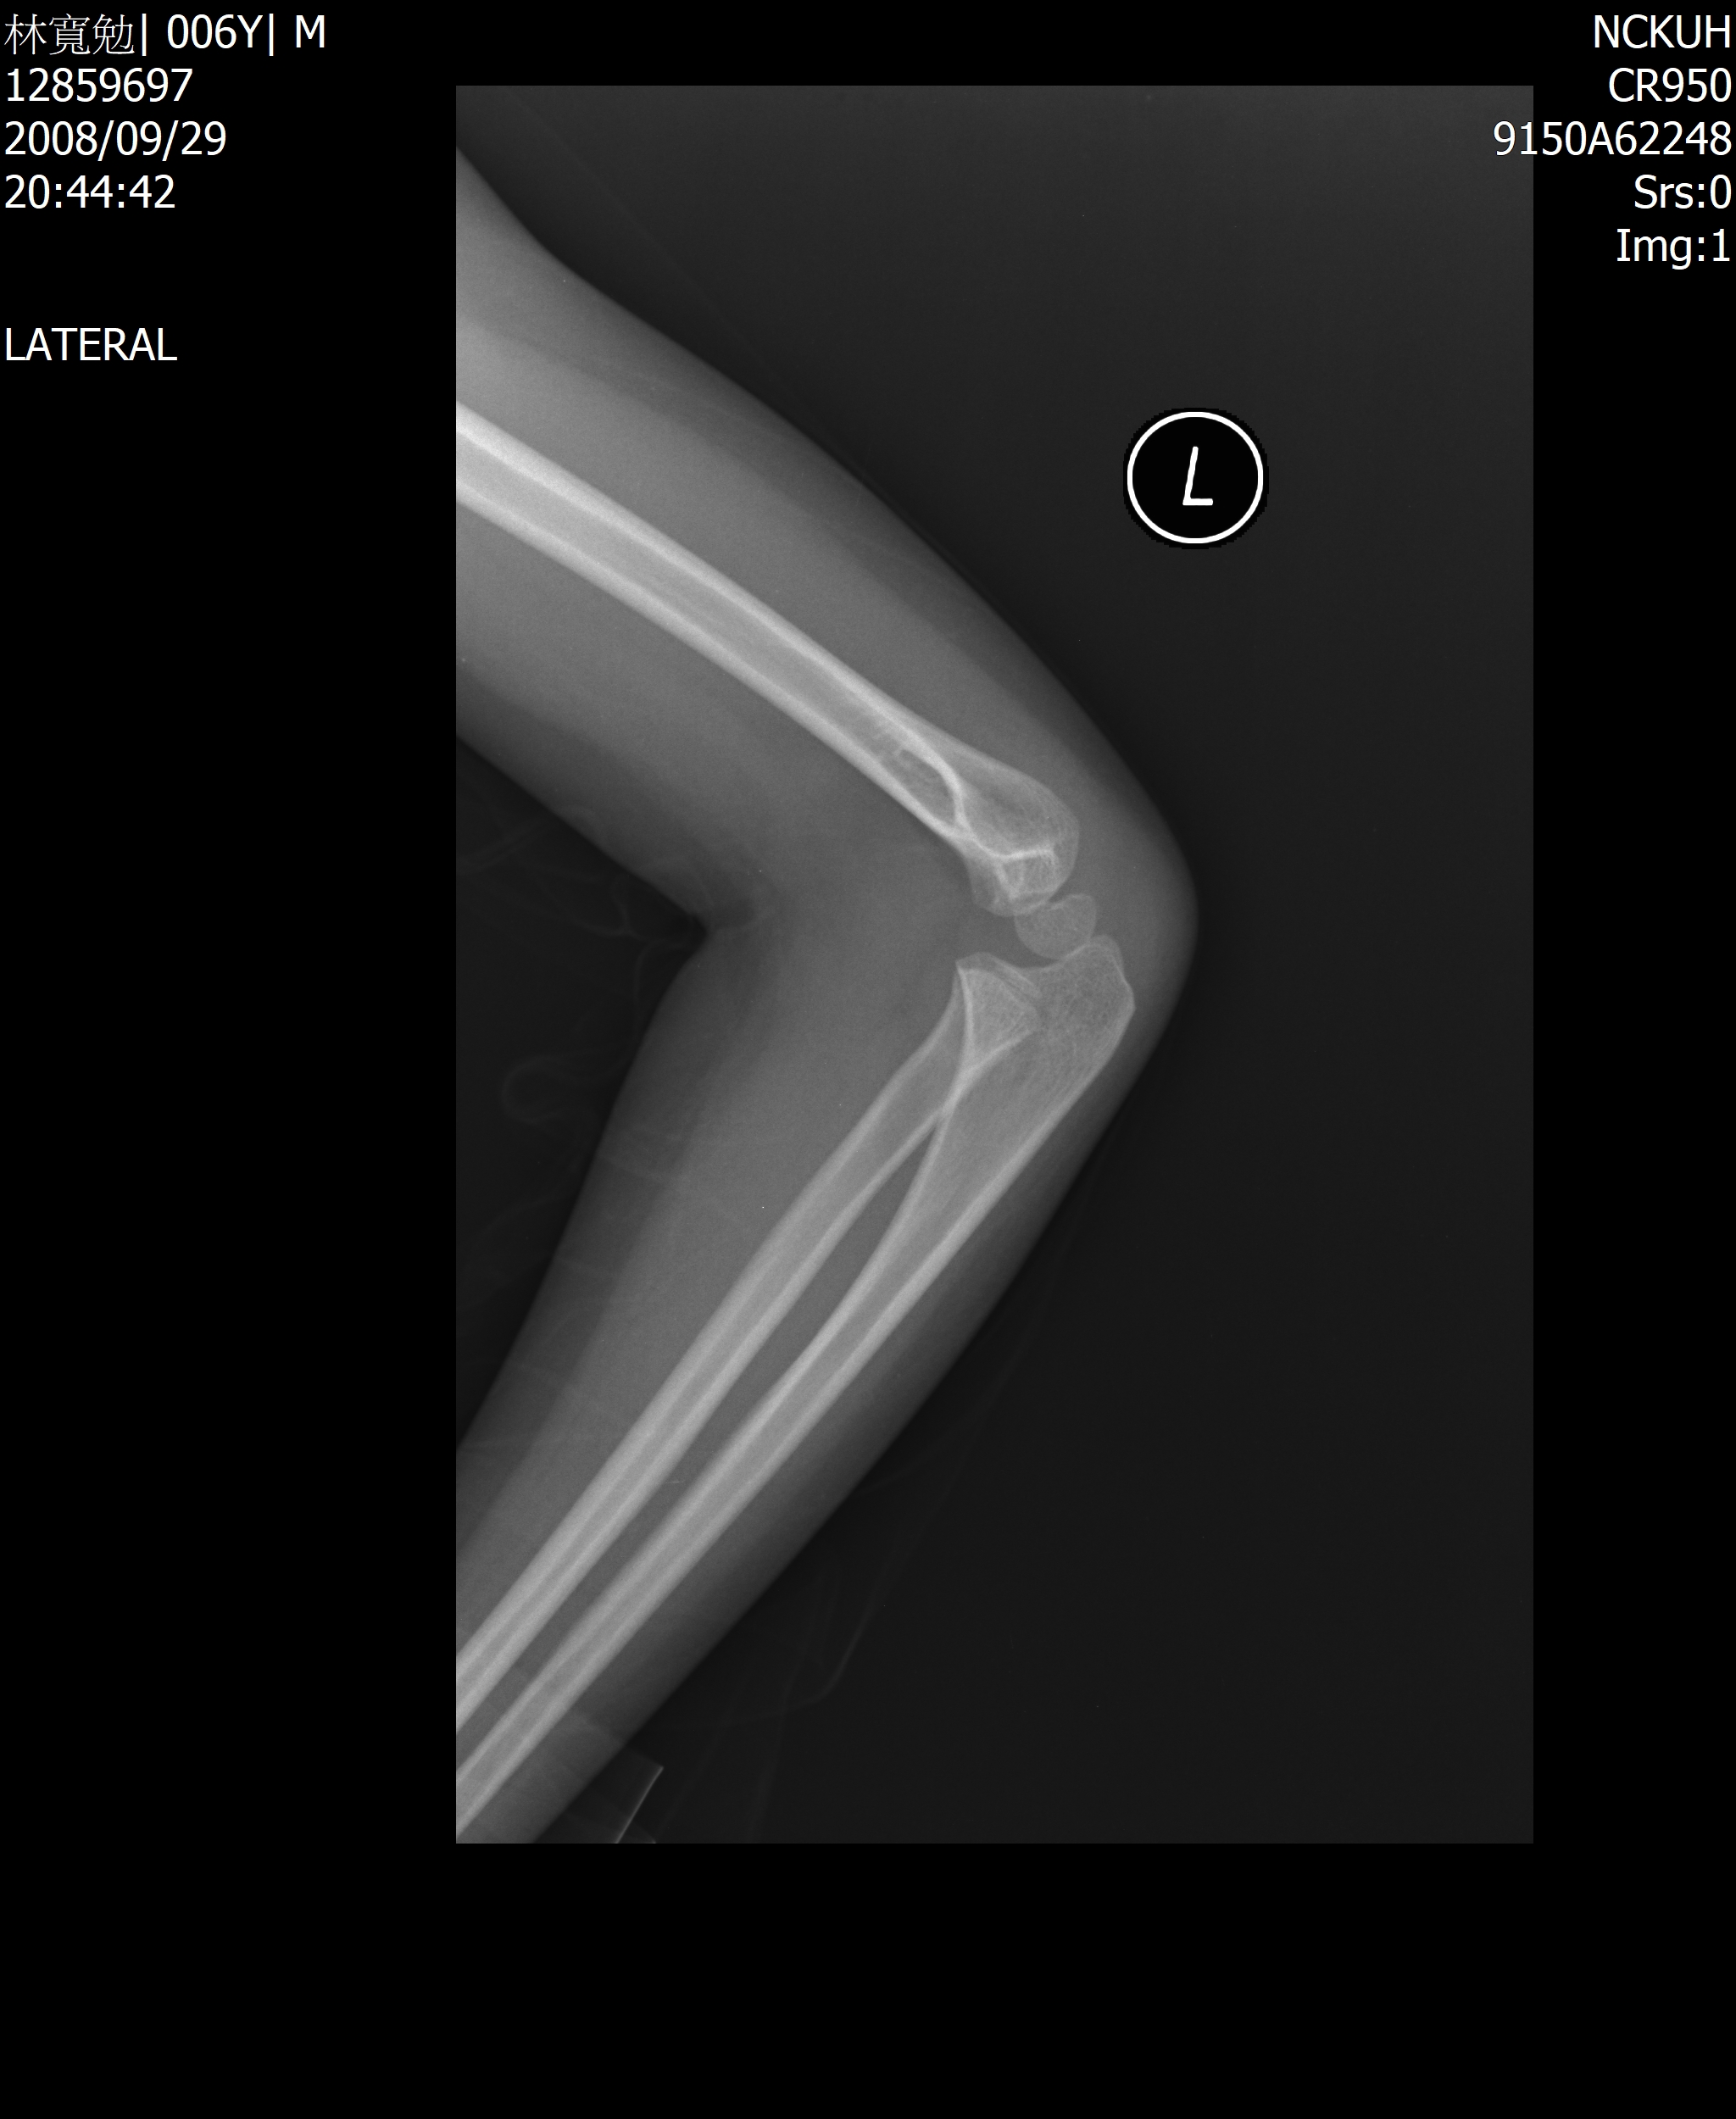 林寬勉| 006Y| M
12859697
2008/09/29
20:44:42
LATERAL
NCKUH
CR950
9150A62248
Srs:0
Img:1
L